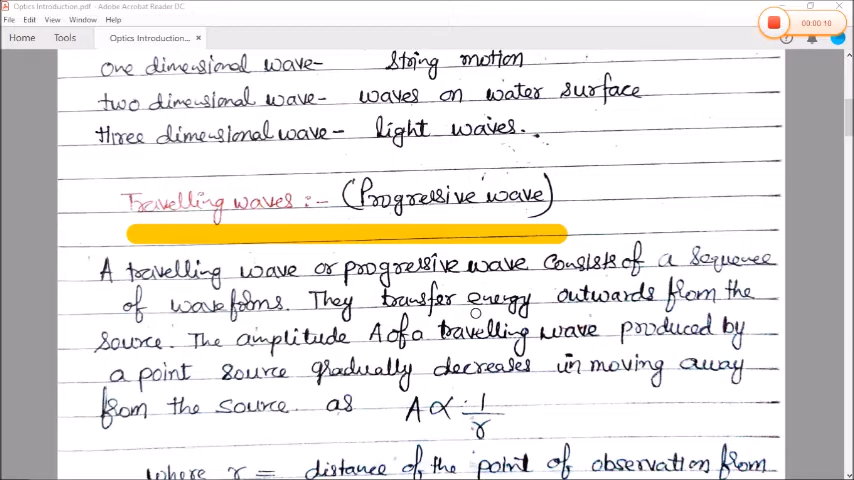 Optics Introduction.pdf - Adobe Acrobat Reader DC
File Edit View Window Help
00:00:10
Home Tools Optics Introduction... ×
one dimensional wave- string motion
two dimensional wave- waves on water surface
three dimensional wave- light waves.
Travelling waves :- (Progressive wave)
A travelling wave or progressive wave consists of a sequence
of waveforms. They transfer energy outwards from the
source. The amplitude A of a travelling wave produced by
a point source gradually decreases in moving away
from the source as A ∝ 1/r
where r = distance of the point of observation from